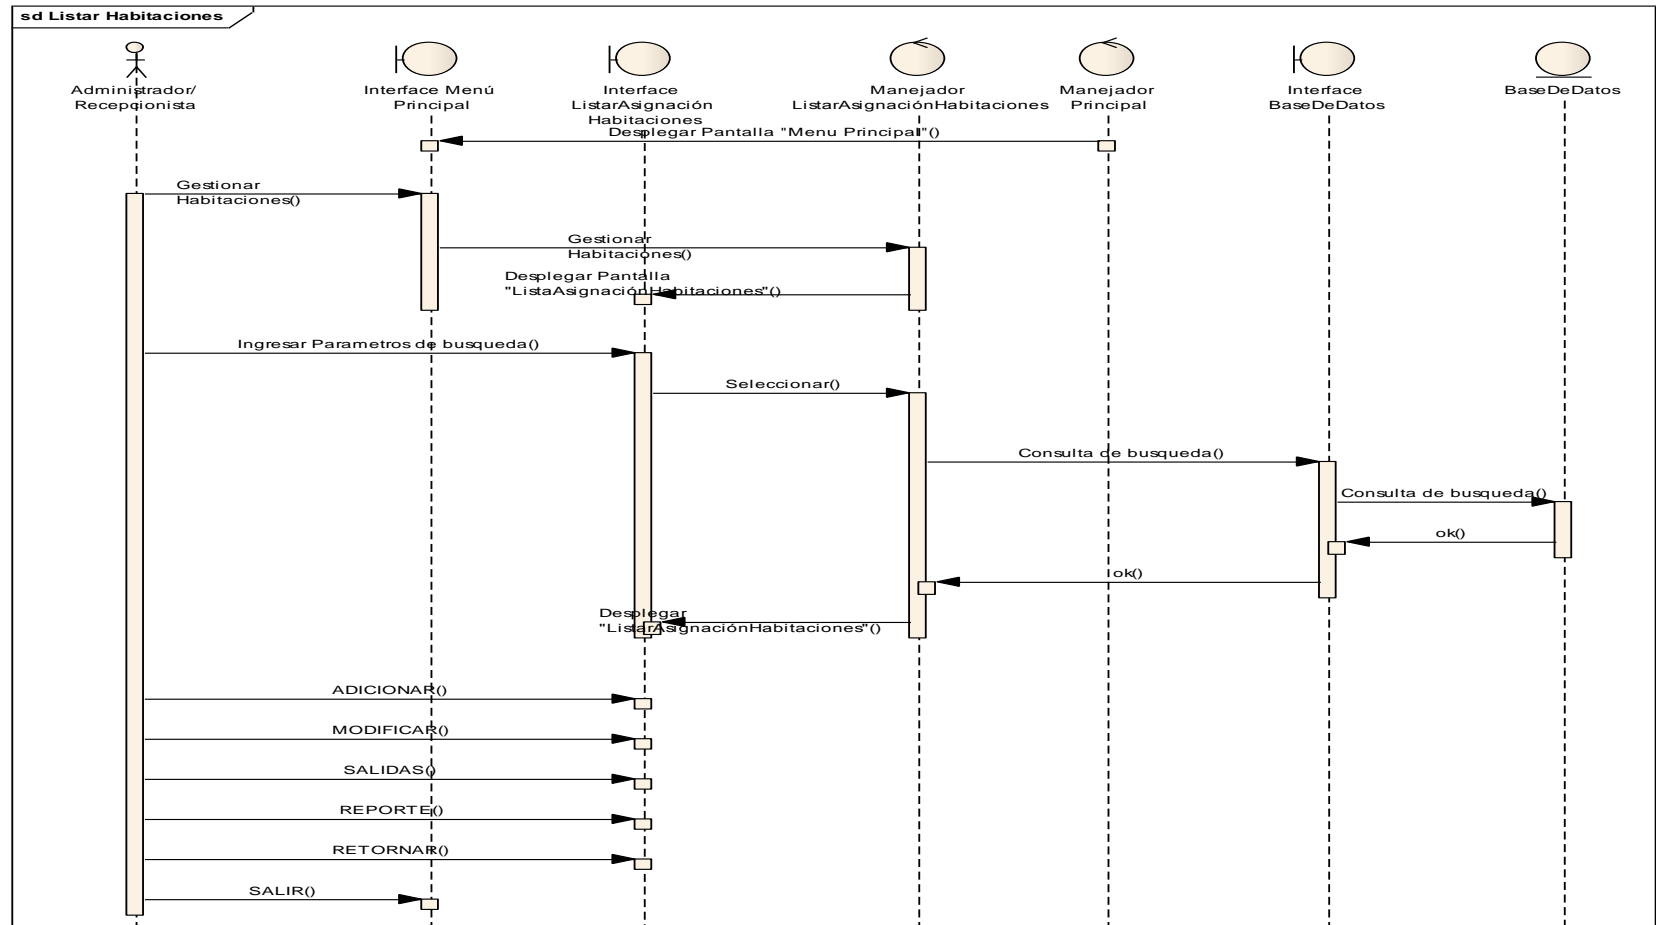 sd Listar Habitaciones
Administrador/
Recepcionista
Interface Menú
Principal
Interface
ListarAsignación
Habitaciones
Manejador
ListarAsignaciónHabitaciones
Manejador
Principal
Interface
BaseDeDatos
BaseDeDatos
Desplegar Pantalla "Menu Principal"()
Gestionar
Habitaciones()
Gestionar
Habitaciones()
Desplegar Pantalla
"ListaAsignaciónHabitaciones"()
Ingresar Parametros de busqueda()
Seleccionar()
Consulta de busqueda()
Consulta de busqueda()
ok()
ok()
Desplegar
"ListarAsignaciónHabitaciones"()
ADICIONAR()
MODIFICAR()
SALIDAS()
REPORTE()
RETORNAR()
SALIR()